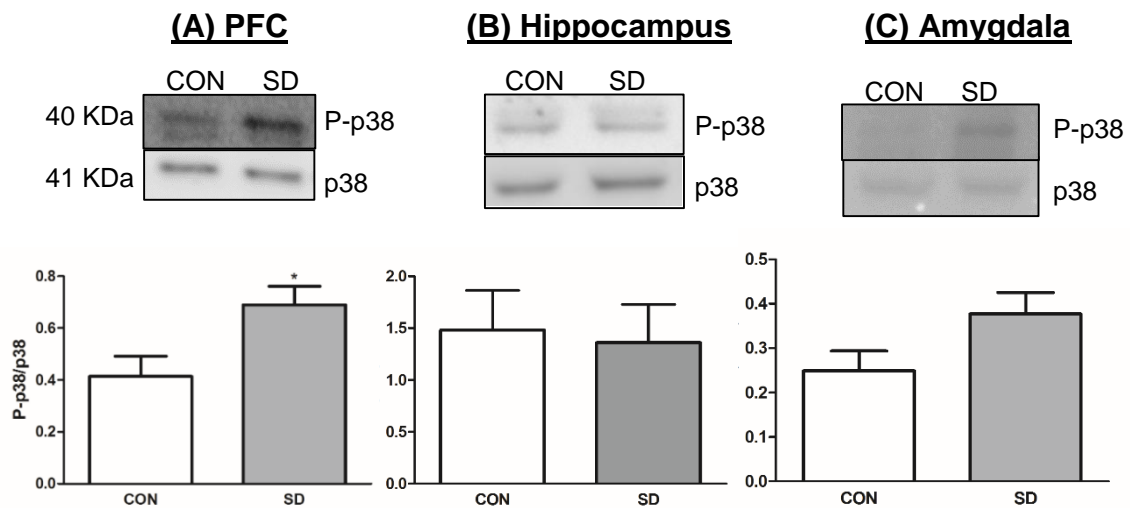 (A) PFC
(B) Hippocampus
(C) Amygdala
CON SD
CON SD
CON SD
40 KDa
P-p38
P-p38
P-p38
41 KDa
p38
p38
p38
P-p38/p38
0.8
0.6
0.4
0.2
0.0
*
CON SD
2.0
1.5
1.0
0.5
0.0
CON SD
0.5
0.4
0.3
0.2
0.1
0.0
CON SD